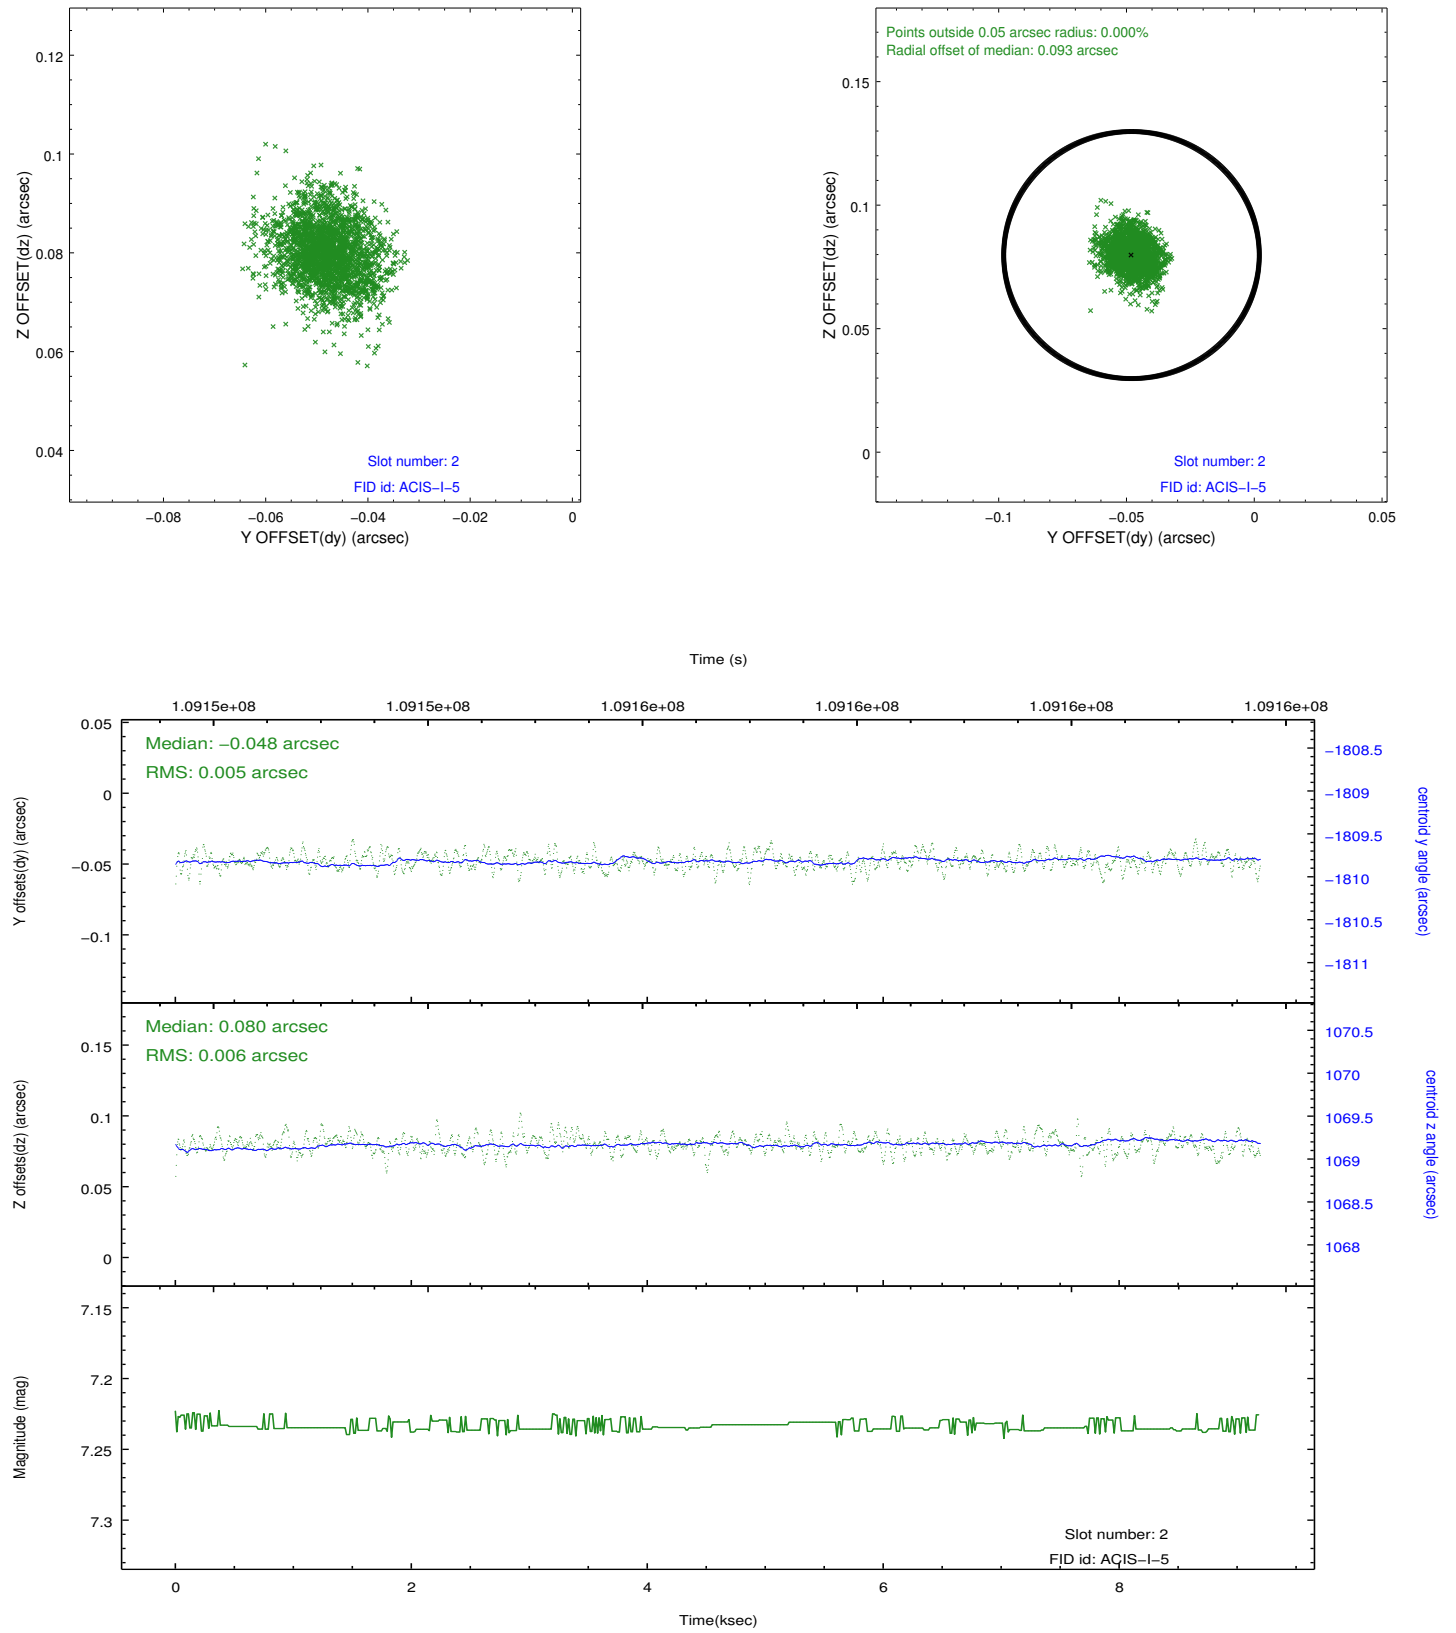 0.12
0.1
0.08
0.06
0.04
Z OFFSET(dz) (arcsec)
Slot number: 2
FID id: ACIS−I−5
−0.08
−0.06
−0.04
−0.02
0
Y OFFSET(dy) (arcsec)
Points outside 0.05 arcsec radius: 0.000%
Radial offset of median: 0.093 arcsec
0.15
0.1
0.05
0
Z OFFSET(dz) (arcsec)
Slot number: 2
FID id: ACIS−I−5
−0.1
−0.05
0
0.05
Y OFFSET(dy) (arcsec)
Time (s)
1.0915e+08
1.0915e+08
1.0916e+08
1.0916e+08
1.0916e+08
1.0916e+08
Median: −0.048 arcsec
RMS: 0.005 arcsec
0.05
0
−0.05
−0.1
Y offsets(dy) (arcsec)
−1808.5
−1809
−1809.5
−1810
−1810.5
−1811
centroid y angle (arcsec)
Median: 0.080 arcsec
RMS: 0.006 arcsec
0.15
0.1
0.05
0
Z offsets(dz) (arcsec)
1070.5
1070
1069.5
1069
1068.5
1068
centroid z angle (arcsec)
7.15
7.2
7.25
7.3
Magnitude (mag)
Slot number: 2
FID id: ACIS−I−5
0
2
4
6
8
Time(ksec)